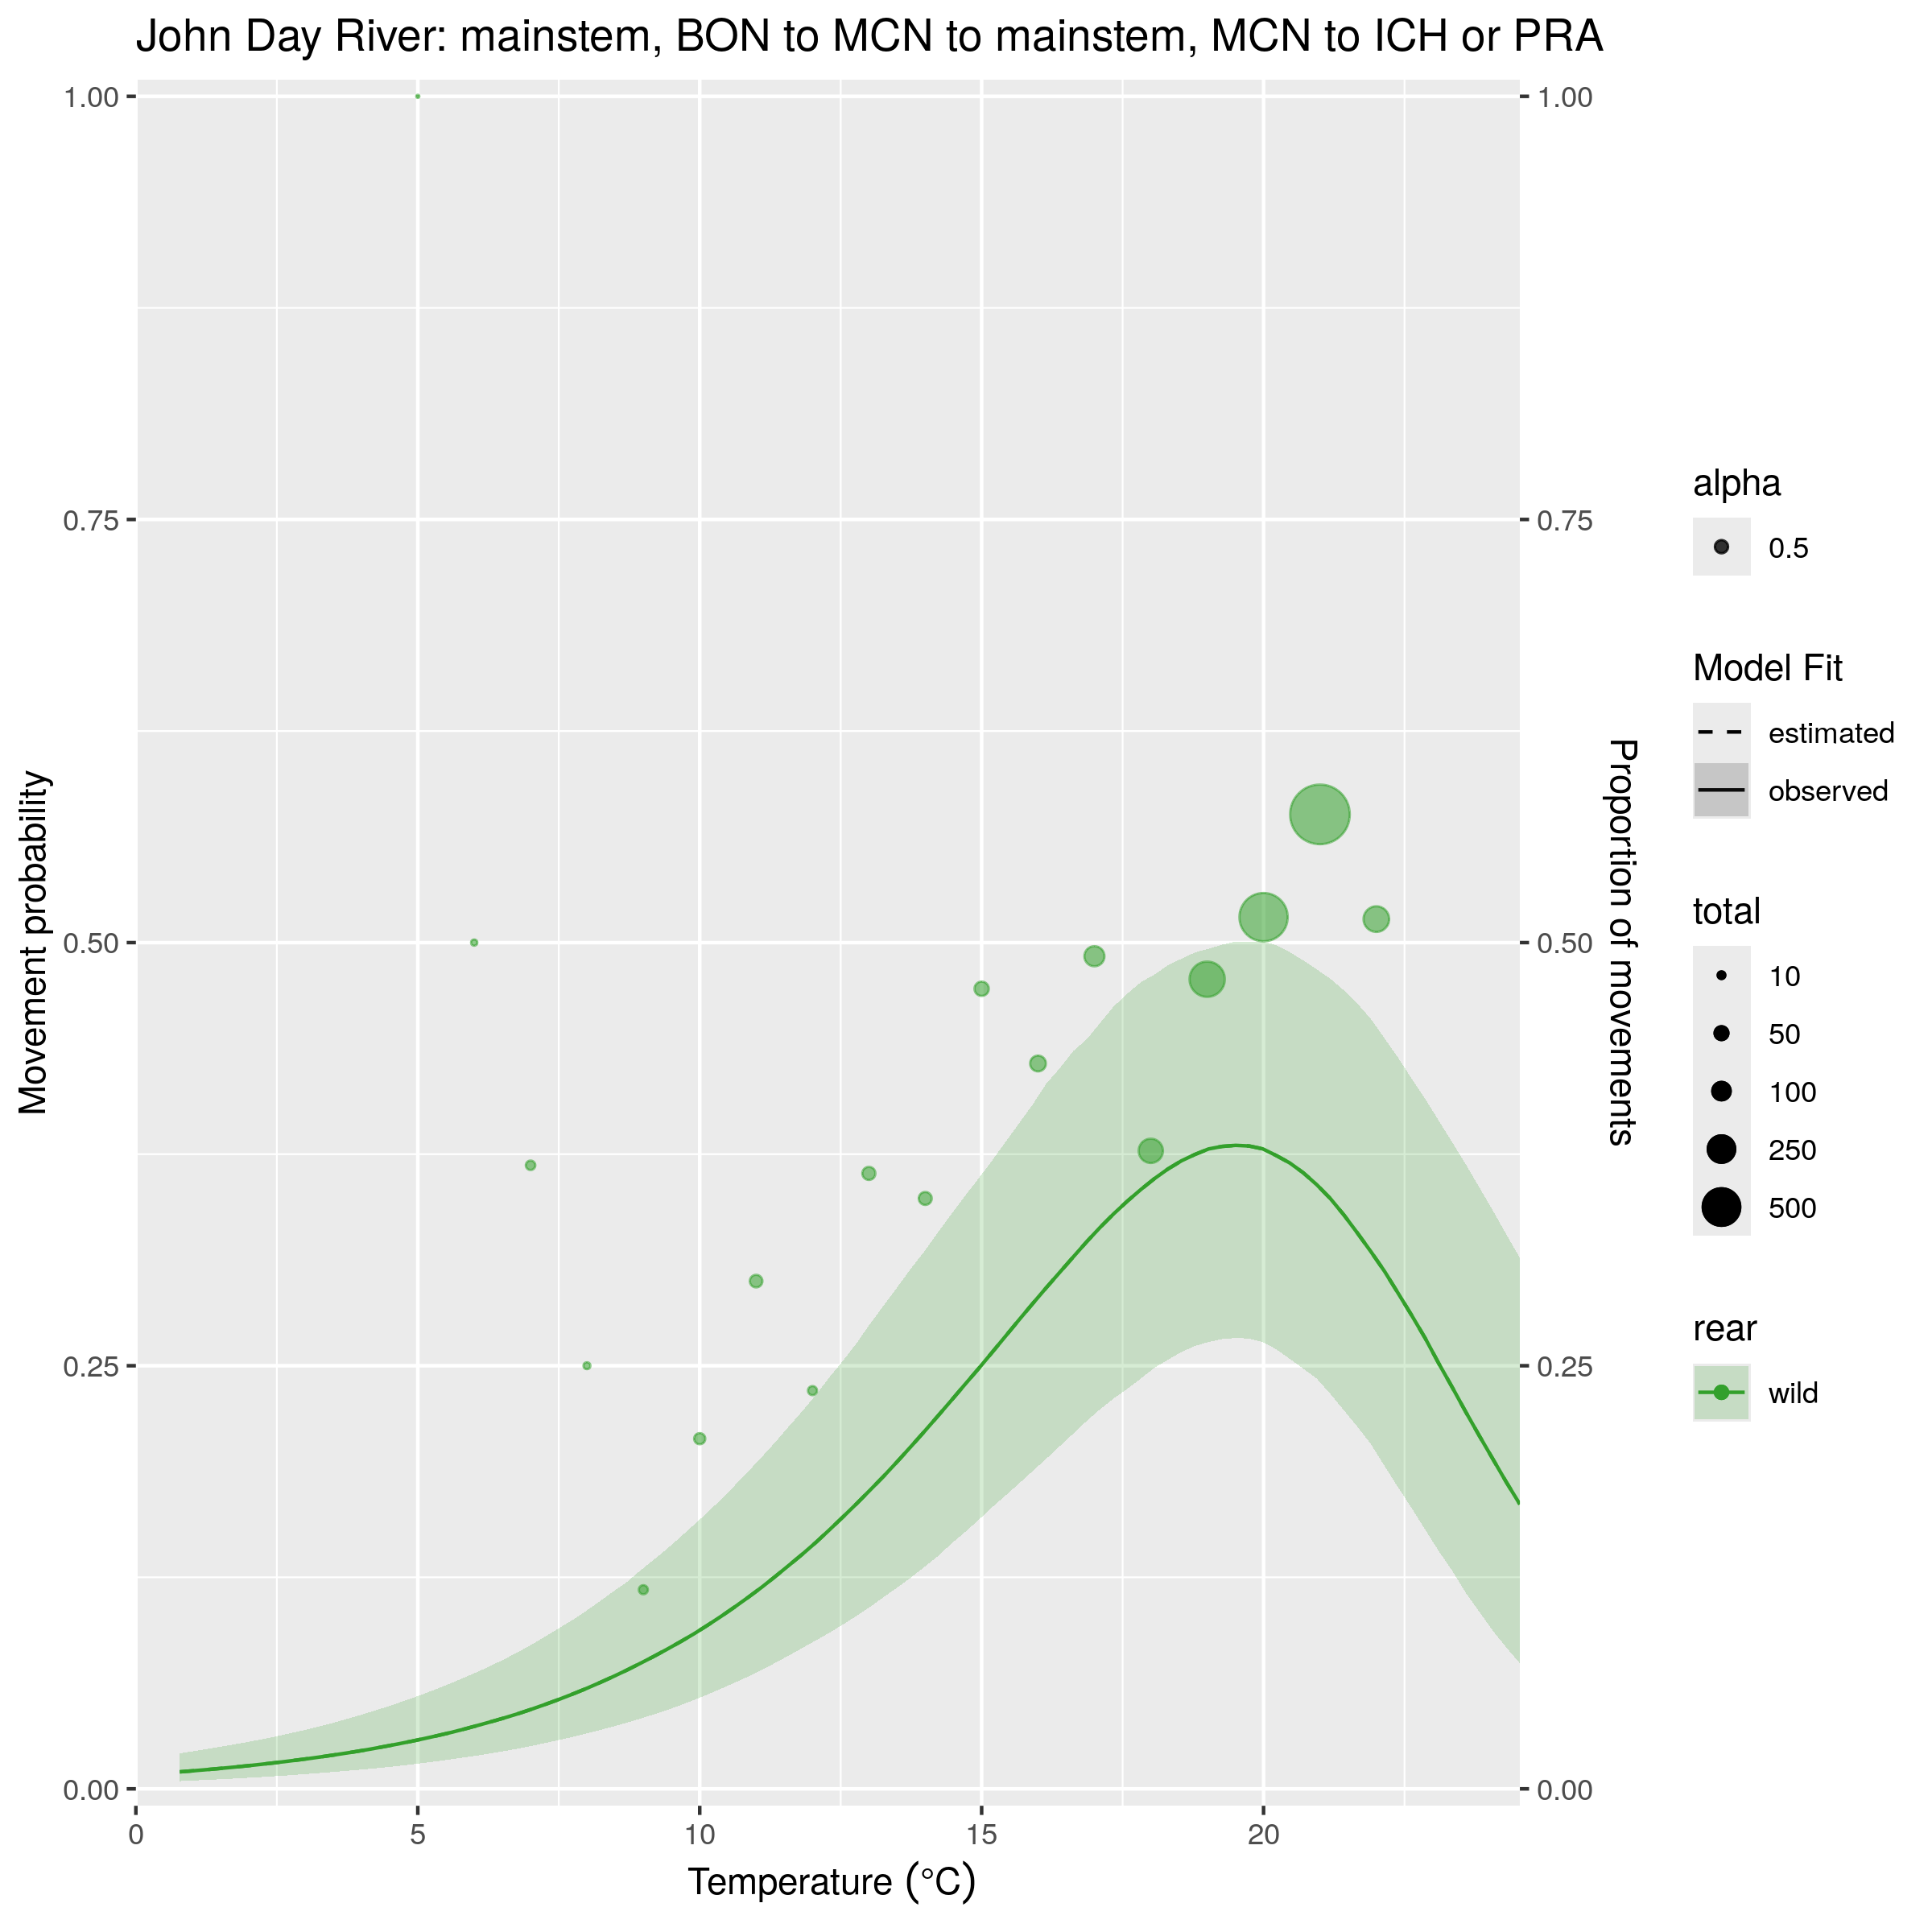 John Day River: mainstem, BON to MCN to mainstem, MCN to ICH or PRA
Movement probability
1.00
0.75
0.50
0.25
0.00
0
5
10
15
20
Temperature (°C)
1.00
0.75
0.50
0.25
0.00
Proportion of movements
alpha
0.5
Model Fit
estimated
observed
total
10
50
100
250
500
rear
wild